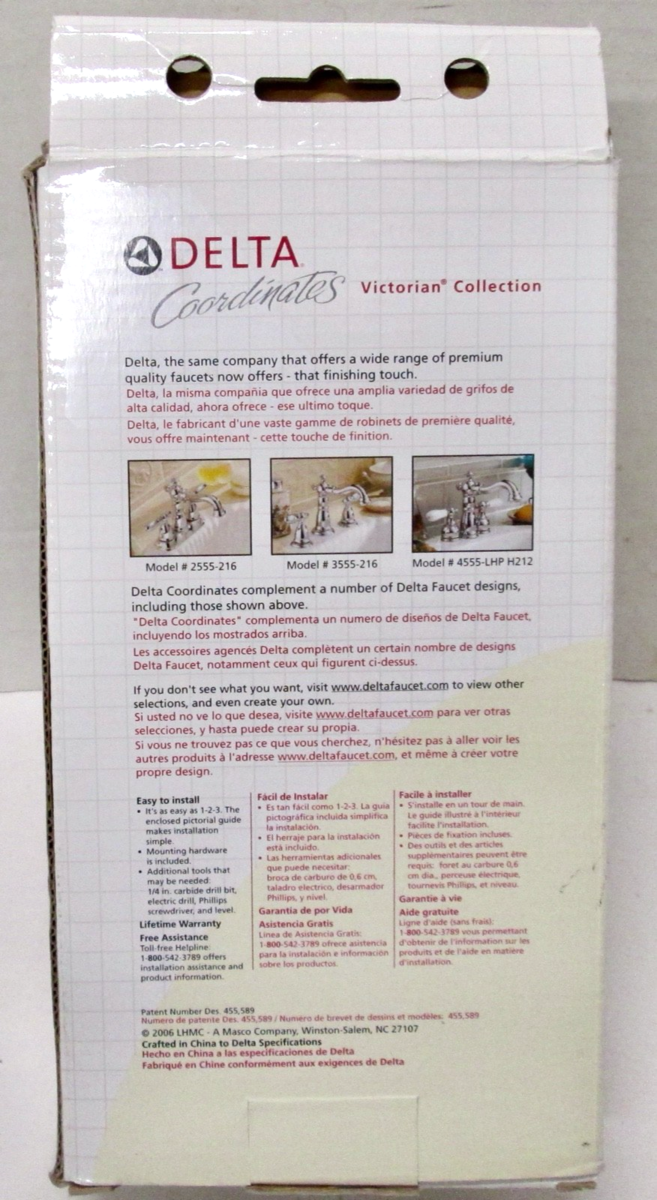 DELTA
Coordinates
Victorian® Collection
Delta, the same company that offers a wide range of premium
quality faucets now offers - that finishing touch.
Delta, la misma compañia que ofrece una amplia variedad de grifos de
alta calidad, ahora ofrece - ese ultimo toque.
Delta, le fabricant d'une vaste gamme de robinets de première qualité,
vous offre maintenant - cette touche de finition.
Model # 2555-216
Model # 3555-216
Model # 4555-LHP H212
Delta Coordinates complement a number of Delta Faucet designs,
including those shown above.
"Delta Coordinates" complementa un numero de diseños de Delta Faucet,
incluyendo los mostrados arriba.
Les accessoires agencés Delta complètent un certain nombre de designs
Delta Faucet, notamment ceux qui figurent ci-dessus.
If you don't see what you want, visit www.deltafaucet.com to view other
selections, and even create your own.
Si usted no ve lo que desea, visite www.deltafaucet.com para ver otras
selecciones, y hasta puede crear su propia.
Si vous ne trouvez pas ce que vous cherchez, n'hésitez pas à aller voir les
autres produits à l'adresse www.deltafaucet.com, et même à créer votre
propre design.
Easy to install
• It's as easy as 1-2-3. The
enclosed pictorial guide
makes installation
simple.
• Mounting hardware
is included.
• Additional tools that
may be needed:
1/4 in. carbide drill bit,
electric drill, Phillips
screwdriver, and level.
Lifetime Warranty
Free Assistance
Toll-free Helpline:
1-800-542-3789 offers
installation assistance and
product information.
Fácil de Instalar
• Es tan fácil como 1-2-3. La guía
pictográfica incluida simplifica
la instalación.
• El herraje para la instalación
está incluido.
• Las herramientas adicionales
que puede necesitar:
broca de carburo de 0,6 cm,
taladro electrico, desarmador
Phillips, y nivel.
Garantía de por Vida
Asistencia Gratis
Linea de Asistencia Gratis:
1-800-542-3789 ofrece asistencia
para la instalación e información
sobre los productos.
Facile à installer
• S'installe en un tour de main.
Le guide illustré à l'intérieur
facilite l'installation.
• Pièces de fixation incluses.
• Des outils et des articles
supplémentaires peuvent être
requis: foret au carbure 0,6
cm dia., perceuse électrique,
tournevis Phillips, et niveau.
Garantie à vie
Aide gratuite
Ligne d'aide (sans frais):
1-800-542-3789 vous permettant
d'obtenir de l'information sur les
produits et de l'aide en matière
d'installation.
Patent Number Des. 455,589
Numero de patente Des. 455,589 / Numéro de brevet de dessins et modèles: 455,589
© 2006 LHMC - A Masco Company, Winston-Salem, NC 27107
Crafted in China to Delta Specifications
Hecho en China a las especificaciones de Delta
Fabriqué en Chine conformément aux exigences de Delta